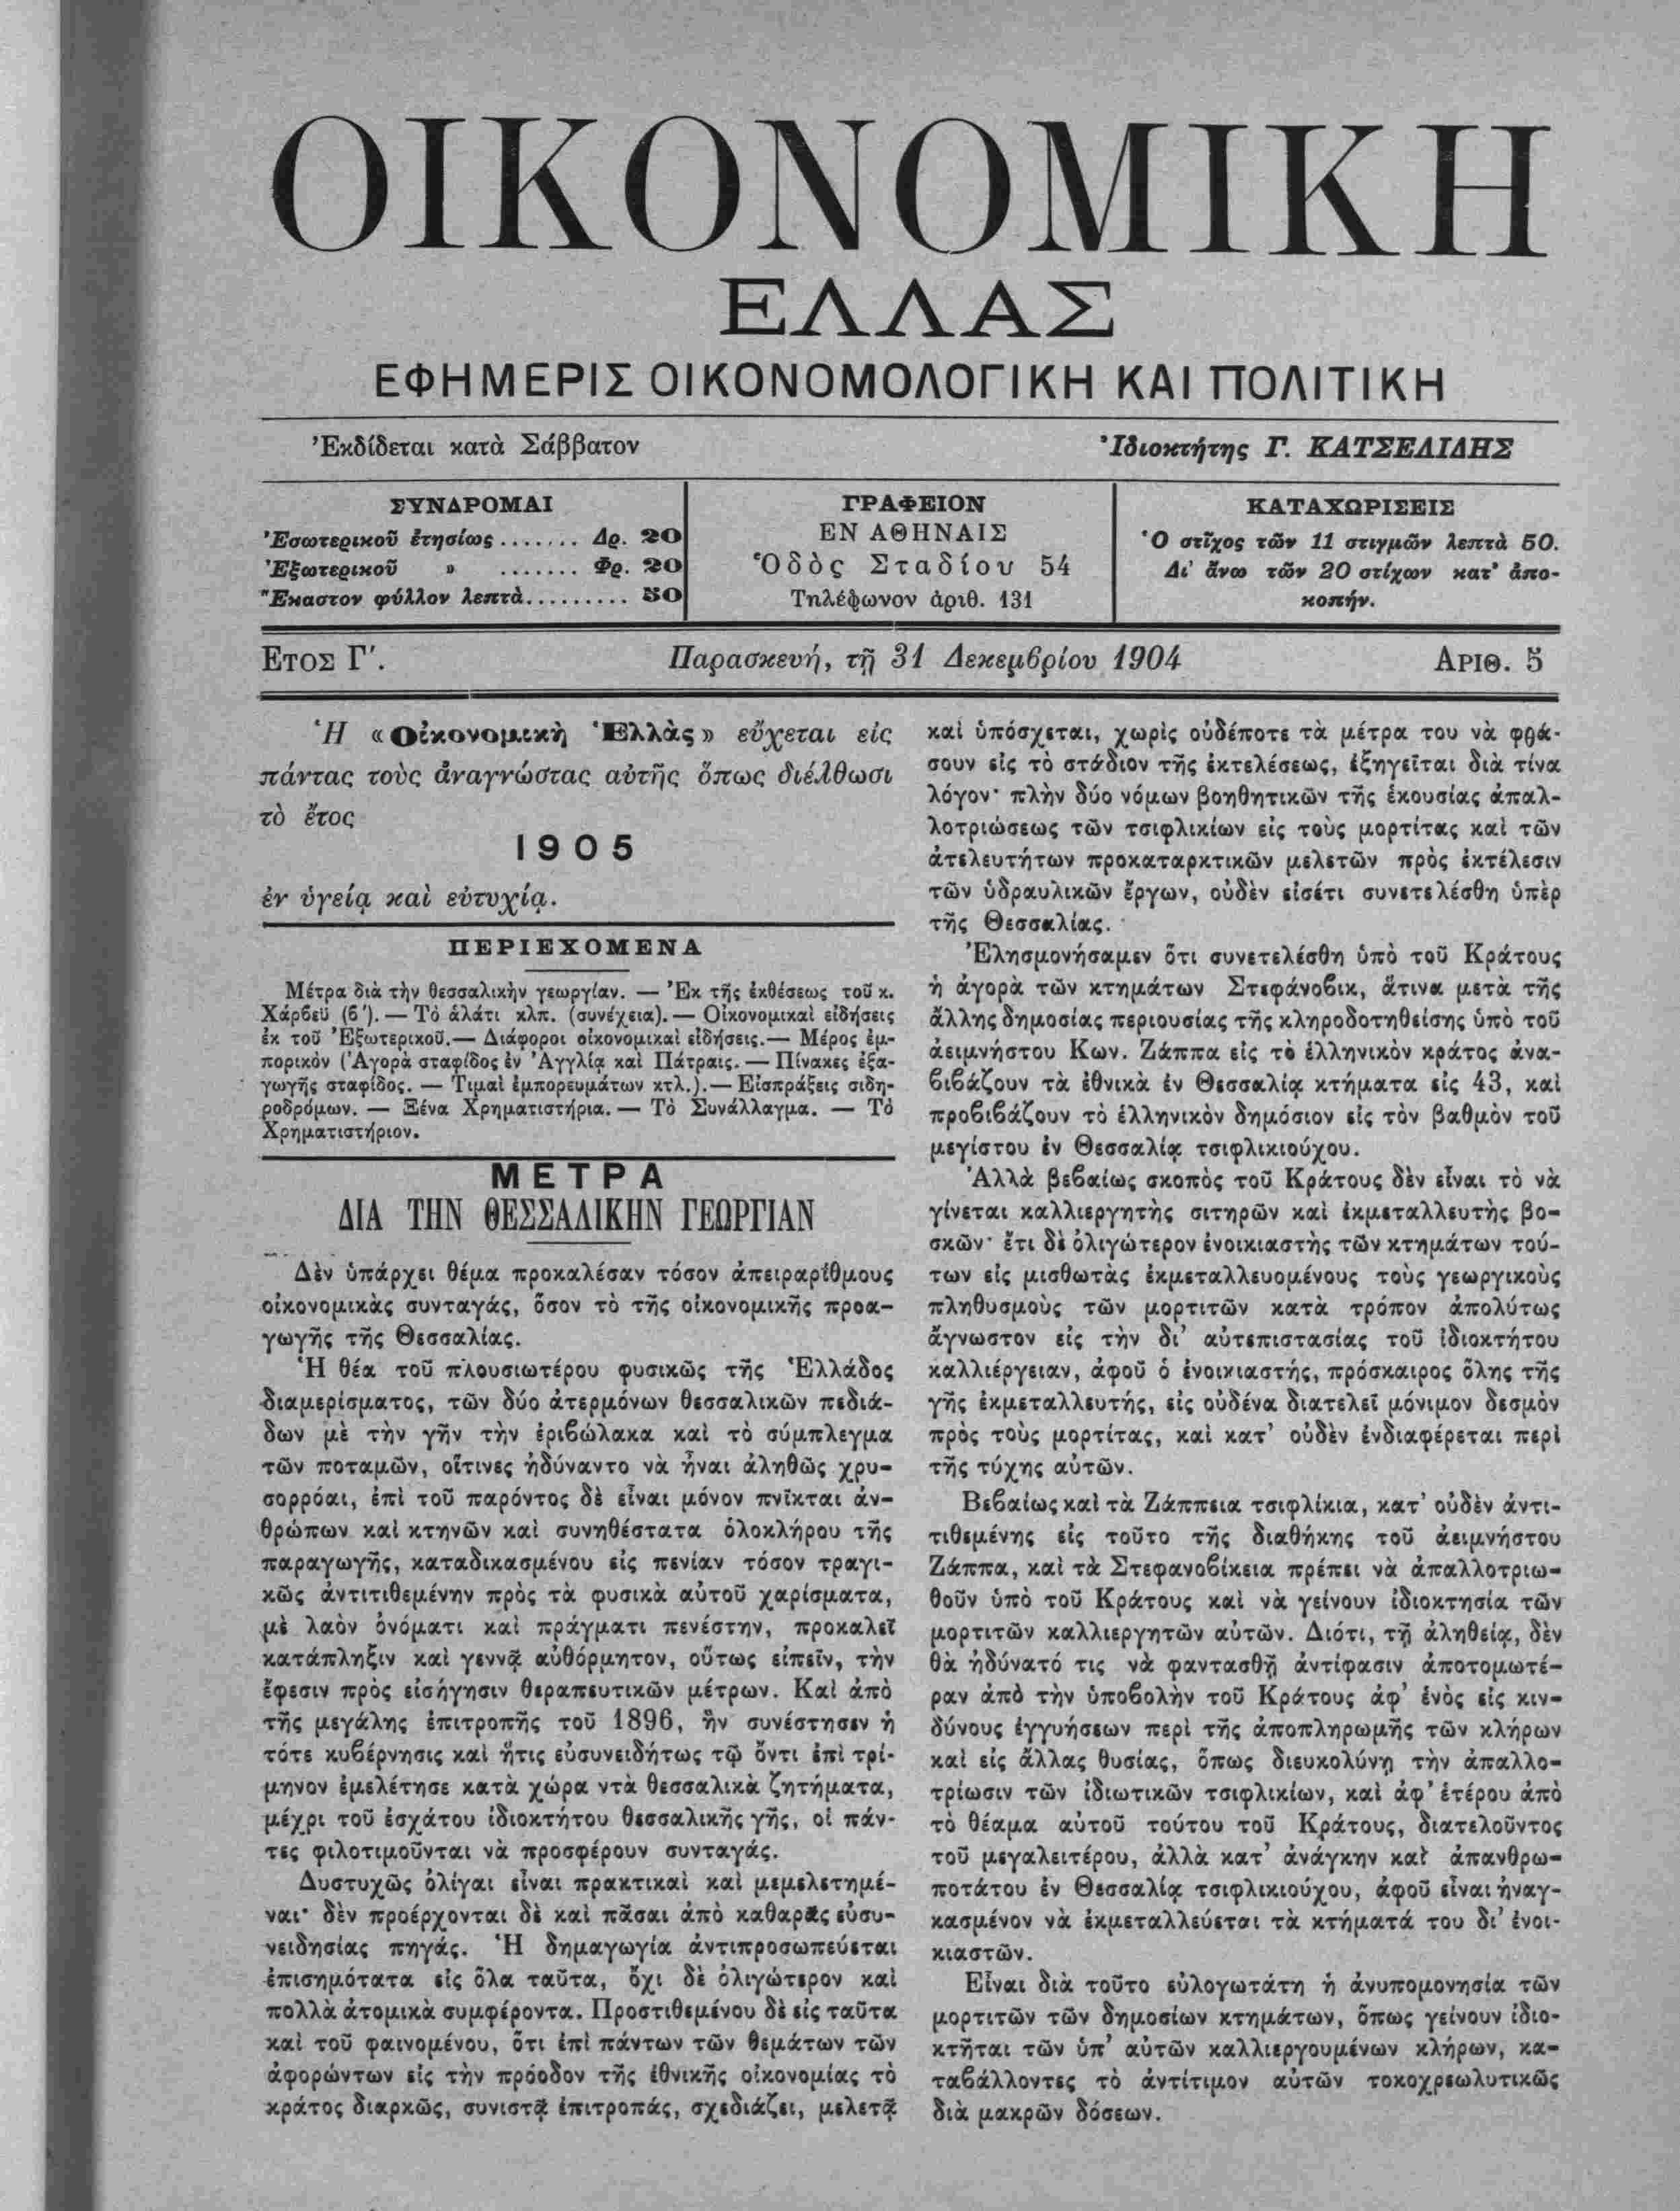 ΟΙΚΟΝΟΜΙΚΗ
ΕΛΛΑΣ
ΕΦΗΜΕΡΙΣ ΟΙΚΟΝΟΜΟΛΟΓΙΚΗ ΚΑΙ ΠΟΛΙΤΙΚΗ
Ἐκδίδεται κατὰ Σάββατον
Ἰδιοκτήτης Γ. ΚΑΤΣΕΛΙΔΗΣ
ΣΥΝΔΡΟΜΑΙ
Ἐσωτερικοῦ ἐτησίως ....... Δρ. 20
Ἐξωτερικοῦ » ....... Φρ. 20
Ἕκαστον φύλλον λεπτὰ ......... 50
ΓΡΑΦΕΙΟΝ
ΕΝ ΑΘΗΝΑΙΣ
Ὁδὸς Σταδίου 54
Τηλέφωνον ἀριθ. 131
ΚΑΤΑΧΩΡΙΣΕΙΣ
Ὁ στῖχος τῶν 11 στιγμῶν λεπτὰ 50.
Δι' ἄνω τῶν 20 στίχων κατ' ἀπο-
κοπήν.
ΕΤΟΣ Γ'.
Παρασκευή, τῇ 31 Δεκεμβρίου 1904
ΑΡΙΘ. 5
Ἡ «Οἰκονομικὴ Ἑλλὰς» εὔχεται εἰς
πάντας τοὺς ἀναγνώστας αὐτῆς ὅπως διέλθωσι
τὸ ἔτος
1905
ἐν ὑγείᾳ καὶ εὐτυχίᾳ.
ΠΕΡΙΕΧΟΜΕΝΑ
Μέτρα διὰ τὴν θεσσαλικὴν γεωργίαν. — Ἐκ τῆς ἐκθέσεως τοῦ κ.
Χάρβεϋ (β'). — Τὸ ἁλάτι κλπ. (συνέχεια). — Οἰκονομικαὶ εἰδήσεις
ἐκ τοῦ Ἐξωτερικοῦ. — Διάφοροι οἰκονομικαὶ εἰδήσεις. — Μέρος ἐμ-
πορικὸν (Ἀγορὰ σταφίδος ἐν Ἀγγλίᾳ καὶ Πάτραις. — Πίνακες ἐξα-
γωγῆς σταφίδος. — Τιμαὶ ἐμπορευμάτων κτλ.). — Εἰσπράξεις σιδη-
ροδρόμων. — Ξένα Χρηματιστήρια. — Τὸ Συνάλλαγμα. — Τὸ
Χρηματιστήριον.
ΜΕΤΡΑ
ΔΙΑ ΤΗΝ ΘΕΣΣΑΛΙΚΗΝ ΓΕΩΡΓΙΑΝ
Δὲν ὑπάρχει θέμα προκαλέσαν τόσον ἀπειραρίθμους
οἰκονομικὰς συνταγάς, ὅσον τὸ τῆς οἰκονομικῆς προα-
γωγῆς τῆς Θεσσαλίας.
Ἡ θέα τοῦ πλουσιωτέρου φυσικῶς τῆς Ἑλλάδος
διαμερίσματος, τῶν δύο ἀτερμόνων θεσσαλικῶν πεδιά-
δων μὲ τὴν γῆν τὴν ἐριβώλακα καὶ τὸ σύμπλεγμα
τῶν ποταμῶν, οἵτινες ἠδύναντο νὰ ἦναι ἀληθῶς χρυ-
σορρόαι, ἐπὶ τοῦ παρόντος δὲ εἶναι μόνον πνῖκται ἀν-
θρώπων καὶ κτηνῶν καὶ συνηθέστατα ὁλοκλήρου τῆς
παραγωγῆς, καταδικασμένου εἰς πενίαν τόσον τραγι-
κῶς ἀντιτιθεμένην πρὸς τὰ φυσικὰ αὐτοῦ χαρίσματα,
μὲ λαὸν ὀνόματι καὶ πράγματι πενέστην, προκαλεῖ
κατάπληξιν καὶ γεννᾷ αὐθόρμητον, οὕτως εἰπεῖν, τὴν
ἔφεσιν πρὸς εἰσήγησιν θεραπευτικῶν μέτρων. Καὶ ἀπὸ
τῆς μεγάλης ἐπιτροπῆς τοῦ 1896, ἣν συνέστησεν ἡ
τότε κυβέρνησις καὶ ἥτις εὐσυνειδήτως τῷ ὄντι ἐπὶ τρί-
μηνον ἐμελέτησε κατὰ χώρα ντὰ θεσσαλικὰ ζητήματα,
μέχρι τοῦ ἐσχάτου ἰδιοκτήτου θεσσαλικῆς γῆς, οἱ πάν-
τες φιλοτιμοῦνται νὰ προσφέρουν συνταγάς.
Δυστυχῶς ὀλίγαι εἶναι πρακτικαὶ καὶ μεμελετημέ-
ναι· δὲν προέρχονται δὲ καὶ πᾶσαι ἀπὸ καθαρᾶς εὐσυ-
νειδησίας πηγάς. Ἡ δημαγωγία ἀντιπροσωπεύεται
ἐπισημότατα εἰς ὅλα ταῦτα, ὄχι δὲ ὀλιγώτερον καὶ
πολλὰ ἀτομικὰ συμφέροντα. Προστιθεμένου δὲ εἰς ταῦτα
καὶ τοῦ φαινομένου, ὅτι ἐπὶ πάντων τῶν θεμάτων τῶν
ἀφορώντων εἰς τὴν πρόοδον τῆς ἐθνικῆς οἰκονομίας τὸ
κράτος διαρκῶς, συνιστᾷ ἐπιτροπάς, σχεδιάζει, μελετᾷ
καὶ ὑπόσχεται, χωρὶς οὐδέποτε τὰ μέτρα του νὰ φθά-
σουν εἰς τὸ στάδιον τῆς ἐκτελέσεως, ἐξηγεῖται διὰ τίνα
λόγον· πλὴν δύο νόμων βοηθητικῶν τῆς ἑκουσίας ἀπαλ-
λοτριώσεως τῶν τσιφλικίων εἰς τοὺς μορτίτας καὶ τῶν
ἀτελευτήτων προκαταρκτικῶν μελετῶν πρὸς ἐκτέλεσιν
τῶν ὑδραυλικῶν ἔργων, οὐδὲν εἰσέτι συνετελέσθη ὑπὲρ
τῆς Θεσσαλίας.
Ἐλησμονήσαμεν ὅτι συνετελέσθη ὑπὸ τοῦ Κράτους
ἡ ἀγορὰ τῶν κτημάτων Στεφάνοβικ, ἅτινα μετὰ τῆς
ἄλλης δημοσίας περιουσίας τῆς κληροδοτηθείσης ὑπὸ τοῦ
ἀειμνήστου Κων. Ζάππα εἰς τὸ ἑλληνικὸν κράτος ἀνα-
βιβάζουν τὰ ἐθνικὰ ἐν Θεσσαλίᾳ κτήματα εἰς 43, καὶ
προβιβάζουν τὸ ἑλληνικὸν δημόσιον εἰς τὸν βαθμὸν τοῦ
μεγίστου ἐν Θεσσαλίᾳ τσιφλικιούχου.
Ἀλλὰ βεβαίως σκοπὸς τοῦ Κράτους δὲν εἶναι τὸ νὰ
γίνεται καλλιεργητὴς σιτηρῶν καὶ ἐκμεταλλευτὴς βο-
σκῶν· ἔτι δὲ ὀλιγώτερον ἐνοικιαστὴς τῶν κτημάτων τού-
των εἰς μισθωτὰς ἐκμεταλλευομένους τοὺς γεωργικοὺς
πληθυσμοὺς τῶν μορτιτῶν κατὰ τρόπον ἀπολύτως
ἄγνωστον εἰς τὴν δι' αὐτεπιστασίας τοῦ ἰδιοκτήτου
καλλιέργειαν, ἀφοῦ ὁ ἐνοικιαστής, πρόσκαιρος ὅλης τῆς
γῆς ἐκμεταλλευτής, εἰς οὐδένα διατελεῖ μόνιμον δεσμὸν
πρὸς τοὺς μορτίτας, καὶ κατ' οὐδὲν ἐνδιαφέρεται περὶ
τῆς τύχης αὐτῶν.
Βεβαίως καὶ τὰ Ζάππεια τσιφλίκια, κατ' οὐδὲν ἀντι-
τιθεμένης εἰς τοῦτο τῆς διαθήκης τοῦ ἀειμνήστου
Ζάππα, καὶ τὰ Στεφανοβίκεια πρέπει νὰ ἀπαλλοτριω-
θοῦν ὑπὸ τοῦ Κράτους καὶ νὰ γείνουν ἰδιοκτησία τῶν
μορτιτῶν καλλιεργητῶν αὐτῶν. Διότι, τῇ ἀληθείᾳ, δὲν
θὰ ἠδύνατό τις νὰ φαντασθῇ ἀντίφασιν ἀποτομωτέ-
ραν ἀπὸ τὴν ὑποβολὴν τοῦ Κράτους ἀφ' ἑνὸς εἰς κιν-
δύνους ἐγγυήσεων περὶ τῆς ἀποπληρωμῆς τῶν κλήρων
καὶ εἰς ἄλλας θυσίας, ὅπως διευκολύνῃ τὴν ἀπαλλο-
τρίωσιν τῶν ἰδιωτικῶν τσιφλικίων, καὶ ἀφ' ἑτέρου ἀπὸ
τὸ θέαμα αὐτοῦ τούτου τοῦ Κράτους, διατελοῦντος
τοῦ μεγαλειτέρου, ἀλλὰ κατ' ἀνάγκην καὶ ἀπανθρω-
ποτάτου ἐν Θεσσαλίᾳ τσιφλικιούχου, ἀφοῦ εἶναι ἠναγ-
κασμένον νὰ ἐκμεταλλεύεται τὰ κτήματά του δι' ἐνοι-
κιαστῶν.
Εἶναι διὰ τοῦτο εὐλογωτάτη ἡ ἀνυπομονησία τῶν
μορτιτῶν τῶν δημοσίων κτημάτων, ὅπως γείνουν ἰδιο-
κτῆται τῶν ὑπ' αὐτῶν καλλιεργουμένων κλήρων, κα-
ταβάλλοντες τὸ ἀντίτιμον αὐτῶν τοκοχρεωλυτικῶς
διὰ μακρῶν δόσεων.